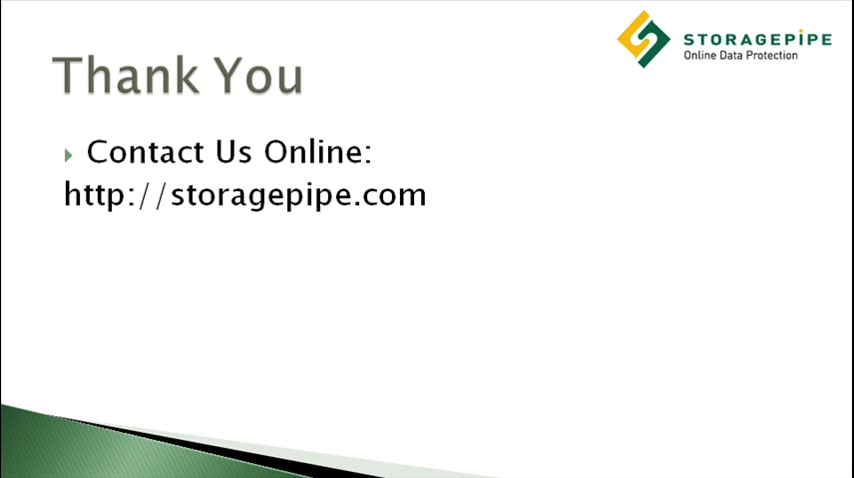 STORAGEPIPE
Online Data Protection
Thank You
Contact Us Online:
http://storagepipe.com